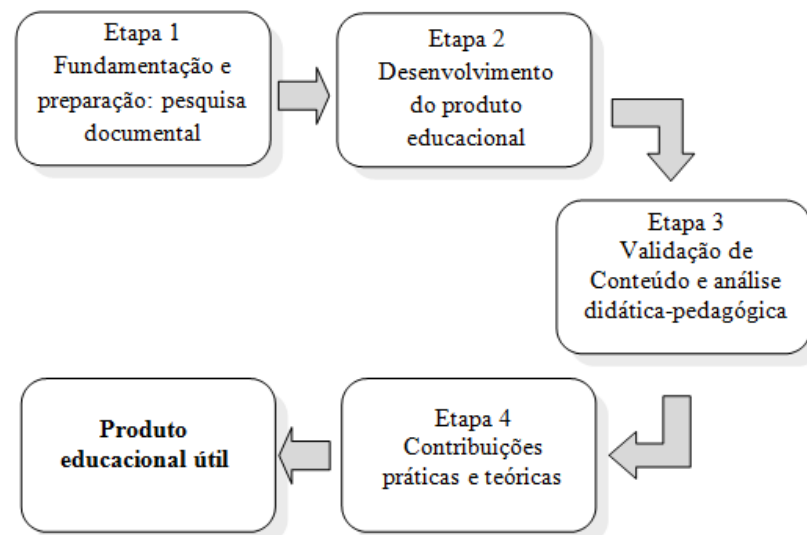 Etapa 1
Fundamentação e
preparação: pesquisa
documental
Etapa 2
Desenvolvimento
do produto
educacional
Etapa 3
Validação de
Conteúdo e análise
didática-pedagógica
Etapa 4
Contribuições
práticas e teóricas
Produto
educacional útil